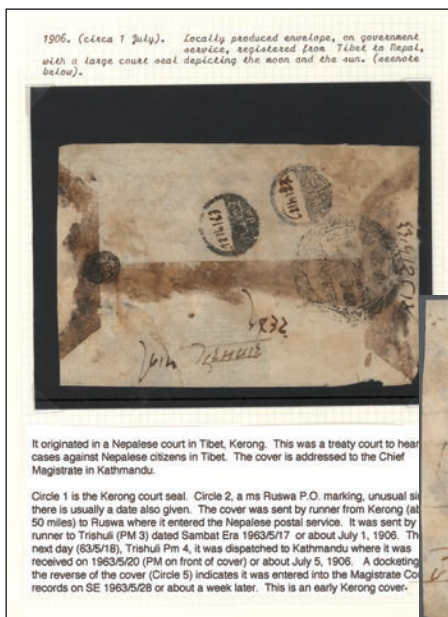 1906. (circa 1 July). Locally produced envelope, on government
service, registered from Tibet to Nepal,
with a large court seal depicting the moon and the sun. (seenote
below).
It originated in a Nepalese court in Tibet, Kerong. This was a treaty court to hear
cases against Nepalese citizens in Tibet. The cover is addressed to the Chief
Magistrate in Kathmandu.
Circle 1 is the Kerong court seal. Circle 2, a ms Ruswa P.O. marking, unusual
there is usually a date also given. The cover was sent by runner from Kerong
50 miles) to Ruswa where it entered the Nepalese postal service. It was sent by
runner to Trishuli (PM 3) dated Sambat Era 1963/5/17 or about July 1, 1906.
next day (63/5/18), Trishuli Pm 4, it was dispatched to Kathmandu where it was
received on 1963/5/20 (PM on front of cover) or about July 5, 1906. A docketing
the reverse of the cover (Circle 5) indicates it was entered into the Magistrate
records on SE 1963/5/28 or about a week later. This is an early Kerong cover.